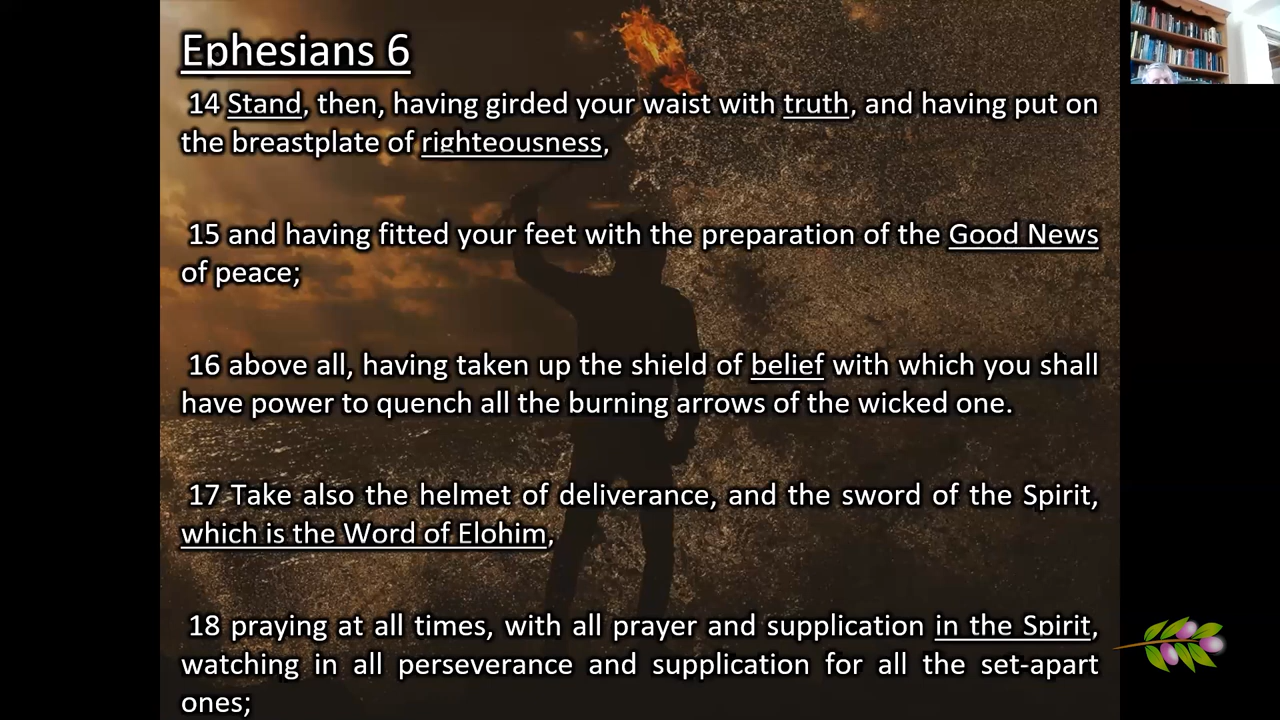 Ephesians 6
14 Stand, then, having girded your waist with truth, and having put on
the breastplate of righteousness,
15 and having fitted your feet with the preparation of the Good News
of peace;
16 above all, having taken up the shield of belief with which you shall
have power to quench all the burning arrows of the wicked one.
17 Take also the helmet of deliverance, and the sword of the Spirit,
which is the Word of Elohim,
18 praying at all times, with all prayer and supplication in the Spirit,
watching in all perseverance and supplication for all the set-apart
ones;